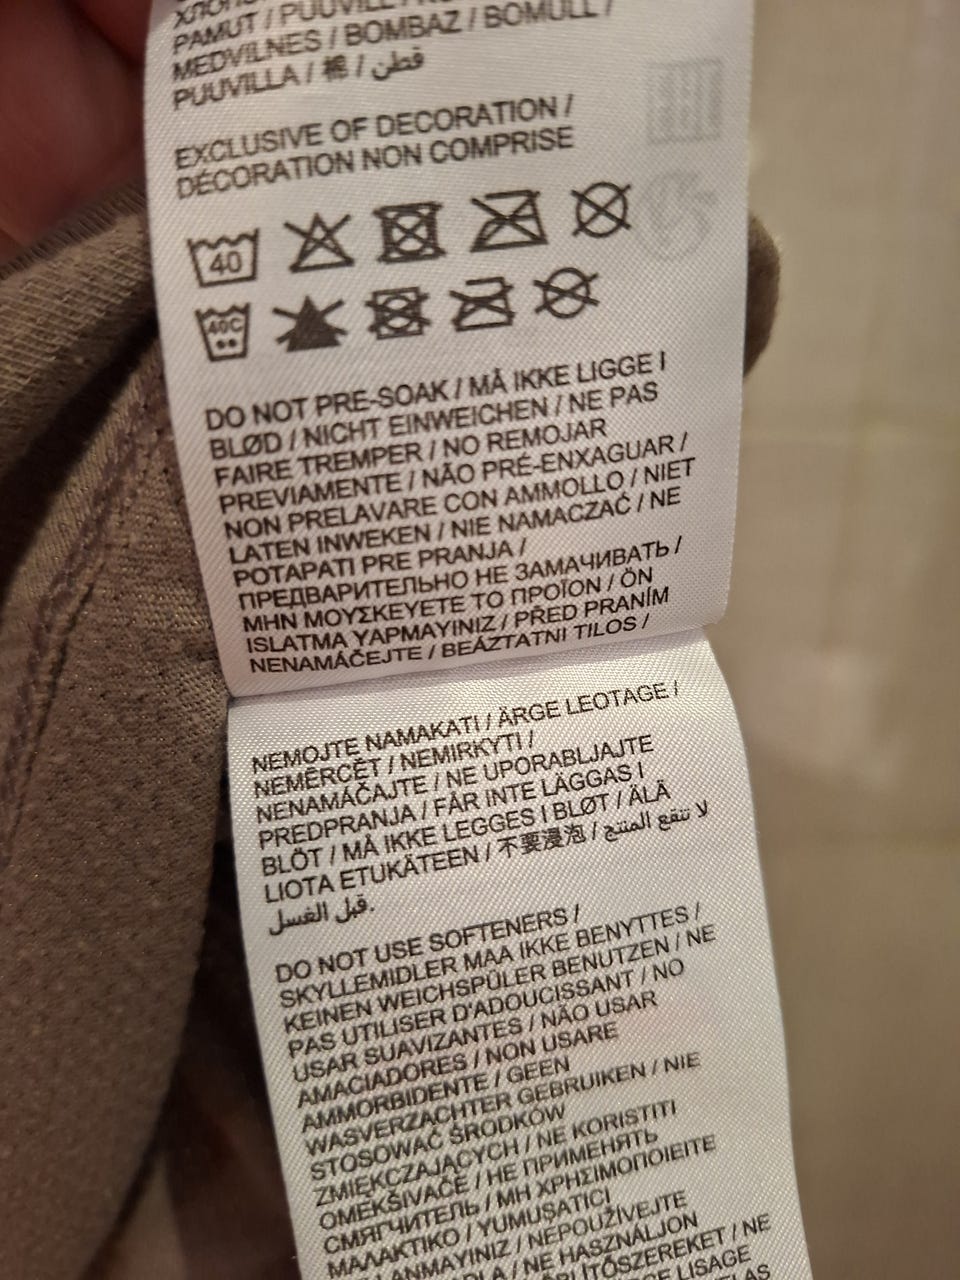 PAMUT / PUUVILL /
MEDVILNES / BOMBAZ / BOMULL /
PUUVILLA / 棉 / قطن
EXCLUSIVE OF DECORATION /
DÉCORATION NON COMPRISE
40
40C
DO NOT PRE-SOAK / MÅ IKKE LIGGE I
BLØD / NICHT EINWEICHEN / NE PAS
FAIRE TREMPER / NO REMOJAR
PREVIAMENTE / NÃO PRÉ-ENXAGUAR /
NON PRELAVARE CON AMMOLLO / NIET
LATEN INWEKEN / NIE NAMACZAĆ / NE
POTAPATI PRE PRANJA /
ПРЕДВАРИТЕЛЬНО НЕ ЗАМАЧИВАТЬ /
ΜΗΝ ΜΟΥΣΚΕΥΕΤΕ ΤΟ ΠΡΟΪΟΝ / ÖN
ISLATMA YAPMAYINIZ / PŘED PRANÍM
NENAMÁČEJTE / BEÁZTATNI TILOS /
NEMOJTE NAMAKATI / ÄRGE LEOTAGE /
NEMĒRCĒT / NEMIRKYTI /
NENAMÁČAJTE / NE UPORABLJAJTE
PREDPRANJA / FÅR INTE LÄGGAS I
BLÖT / MÅ IKKE LEGGES I BLØT / ÄLÄ
LIOTA ETUKÄTEEN / 不要浸泡 / لا تنقع المنتج
قبل الغسل.
DO NOT USE SOFTENERS /
SKYLLEMIDLER MAA IKKE BENYTTES /
KEINEN WEICHSPÜLER BENUTZEN / NE
PAS UTILISER D'ADOUCISSANT / NO
USAR SUAVIZANTES / NÃO USAR
AMACIADORES / NON USARE
AMMORBIDENTE / GEEN
WASVERZACHTER GEBRUIKEN / NIE
STOSOWAĆ ŚRODKÓW
ZMIĘKCZAJĄCYCH / NE KORISTITI
OMEKŠIVAČE / НЕ ПРИМЕНЯТЬ
СМЯГЧИТЕЛЬ / ΜΗ ΧΡΗΣΙΜΟΠΟΙΕΙΤΕ
ΜΑΛΑΚΤΙΚΟ / YUMUSATICI
NEPOUŽÍVEJTE
/ NE HASZNÁLJON
/ NE
LISAGE